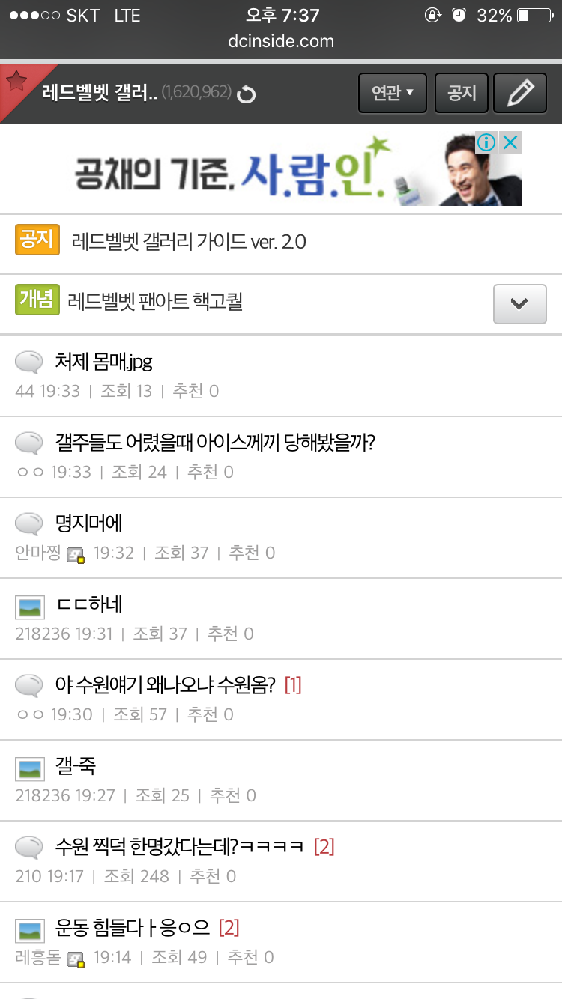 SKT LTE 오후 7:37 32%
dcinside.com
레드벨벳 갤러.. (1,620,962) 연관 ▼ 공지
공채의 기준. 사.람.인.
공지 레드벨벳 갤러리 가이드 ver. 2.0
개념 레드벨벳 팬아트 핵고퀄
처제 몸매.jpg
44 19:33 | 조회 13 | 추천 0
갤주들도 어렸을때 아이스께끼 당해봤을까?
ㅇㅇ 19:33 | 조회 24 | 추천 0
명지머에
안마찡 19:32 | 조회 37 | 추천 0
ㄷㄷ하네
218236 19:31 | 조회 37 | 추천 0
야 수원얘기 왜나오냐 수원옴? [1]
ㅇㅇ 19:30 | 조회 57 | 추천 0
갤-죽
218236 19:27 | 조회 25 | 추천 0
수원 찍덕 한명갔다는데?ㅋㅋㅋㅋ [2]
210 19:17 | 조회 248 | 추천 0
운동 힘들다ㅏ응ㅇ으 [2]
레흥돋 19:14 | 조회 49 | 추천 0